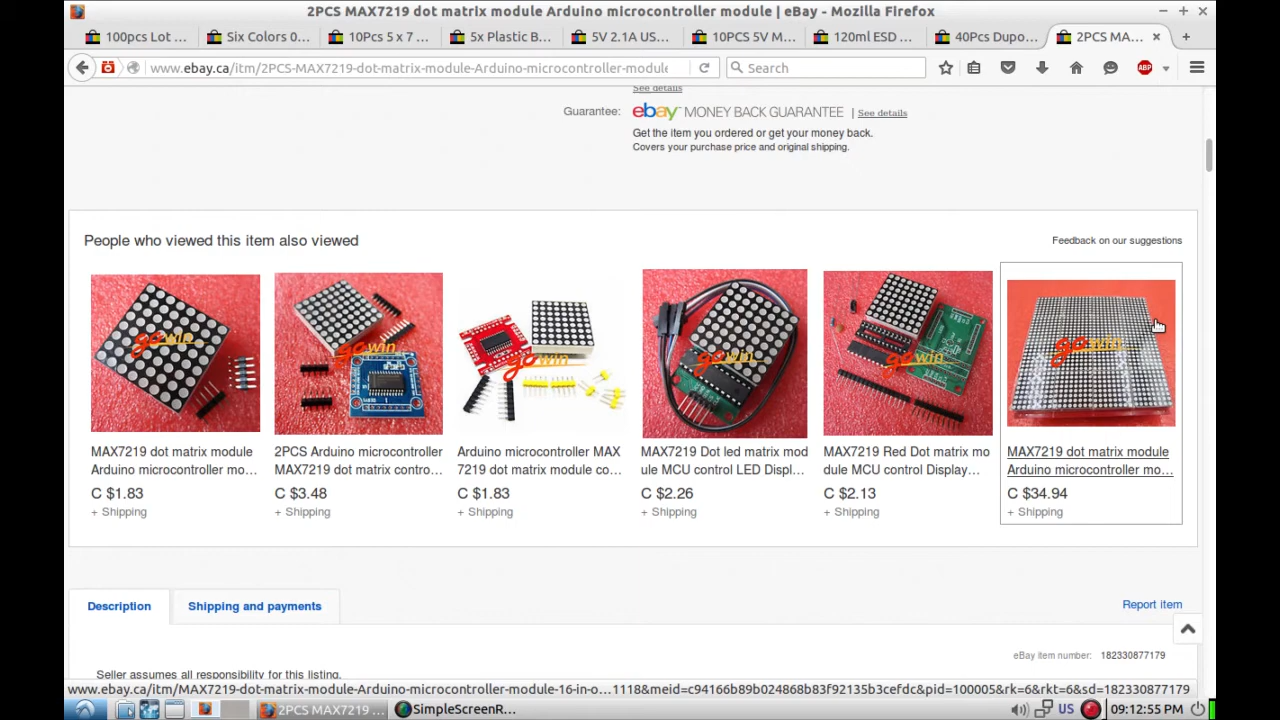 2PCS MAX7219 dot matrix module Arduino microcontroller module | eBay - Mozilla Firefox
100pcs Lot ...
Six Colors 0...
10Pcs 5 x 7 ...
5x Plastic B...
5V 2.1A US...
10PCS 5V M...
120ml ESD ...
40Pcs Dupo...
2PCS MA...
www.ebay.ca/itm/2PCS-MAX7219-dot-matrix-module-Arduino-microcontroller-module
Search
ABP
See details
Guarantee:
ebay MONEY BACK GUARANTEE | See details
Get the item you ordered or get your money back.
Covers your purchase price and original shipping.
People who viewed this item also viewed
Feedback on our suggestions
gowin
gowin
gowin
gowin
gowin
gowin
MAX7219 dot matrix module
Arduino microcontroller mo...
C $1.83
+ Shipping
2PCS Arduino microcontroller
MAX7219 dot matrix contro...
C $3.48
+ Shipping
Arduino microcontroller MAX
7219 dot matrix module co...
C $1.83
+ Shipping
MAX7219 Dot led matrix mod
ule MCU control LED Displ...
C $2.26
+ Shipping
MAX7219 Red Dot matrix mo
dule MCU control Display...
C $2.13
+ Shipping
MAX7219 dot matrix module
Arduino microcontroller mo...
C $34.94
+ Shipping
Description
Shipping and payments
Report item
eBay item number: 182330877179
Seller assumes all responsibility for this listing.
www.ebay.ca/itm/MAX7219-dot-matrix-module-Arduino-microcontroller-module-16-in-o...1118&meid=c94166b89b024868b83f92135b3cefdc&pid=100005&rk=6&rkt=6&sd=182330877179
2PCS MAX7219 ...
SimpleScreenR...
US
09:12:55 PM